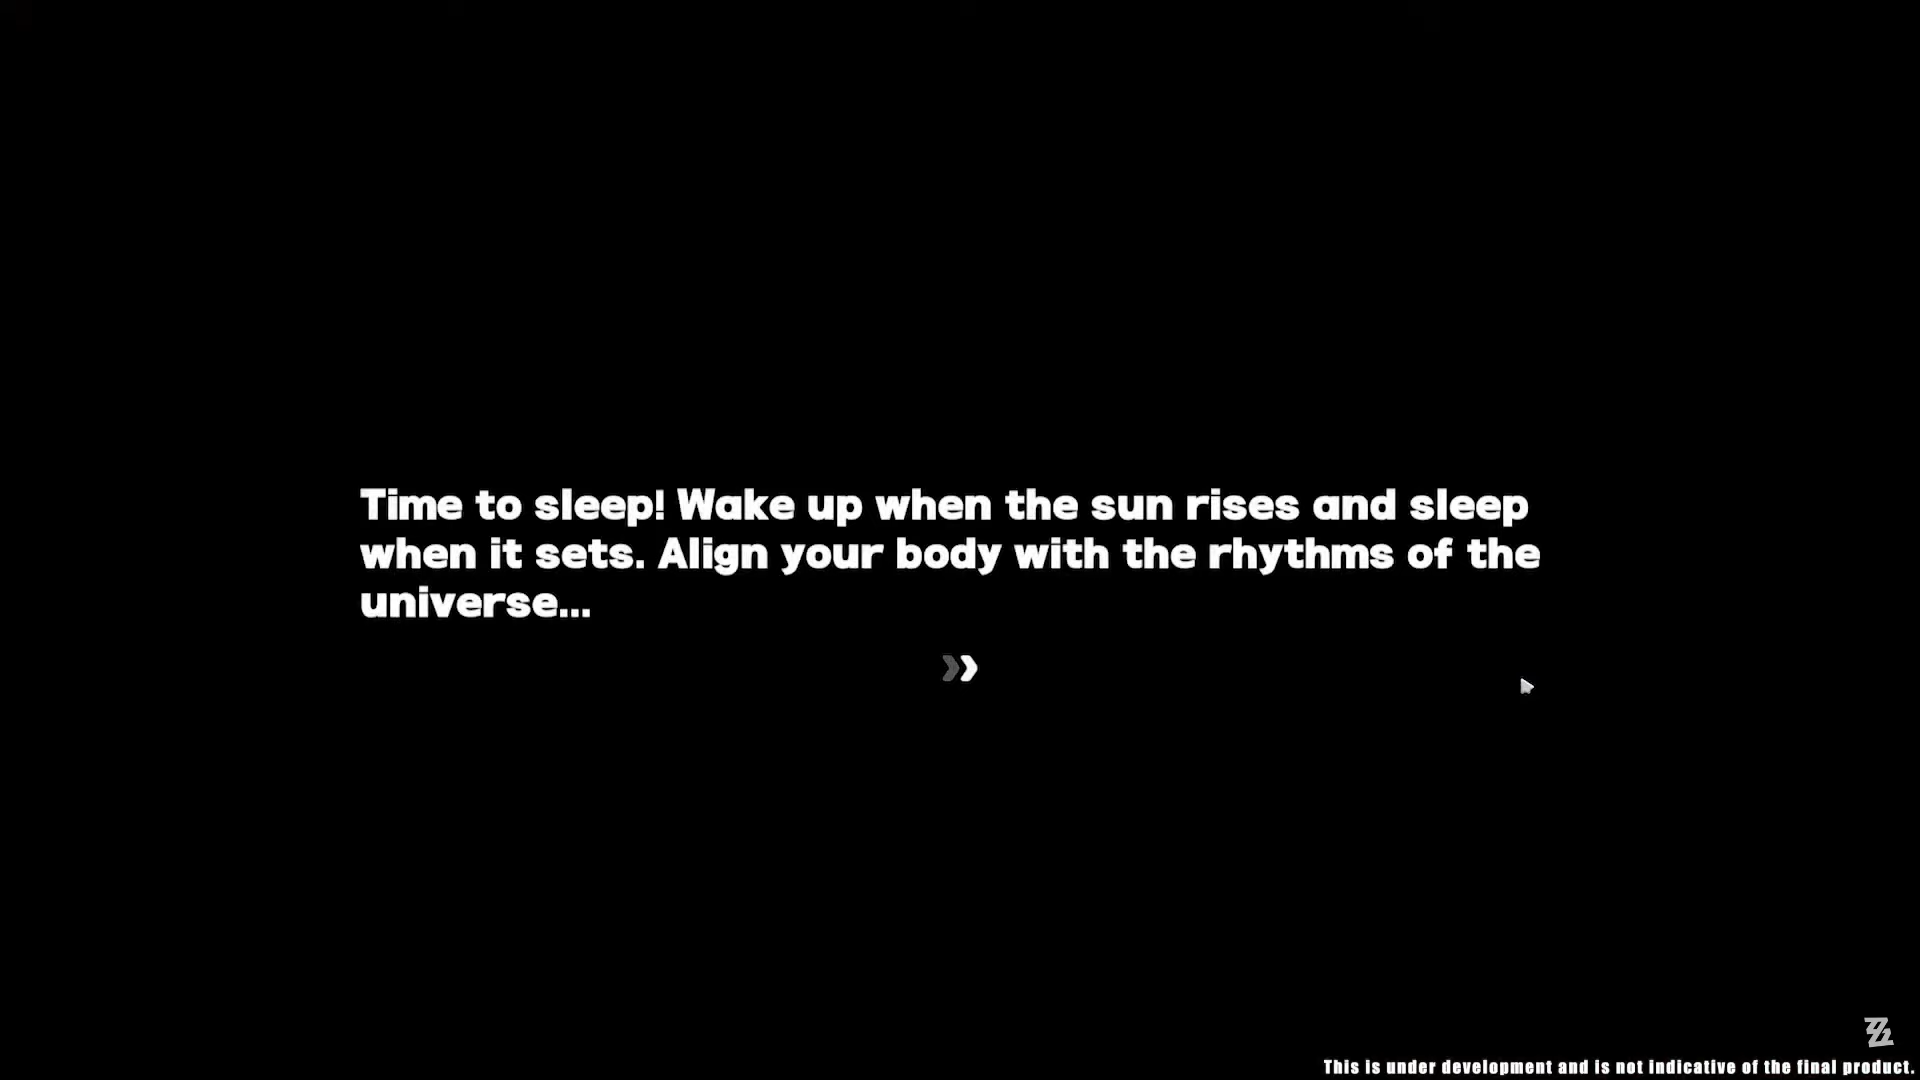 Time to sleep! Wake up when the sun rises and sleep
when it sets. Align your body with the rhythms of the
universe...
This is under development and is not indicative of the final product.